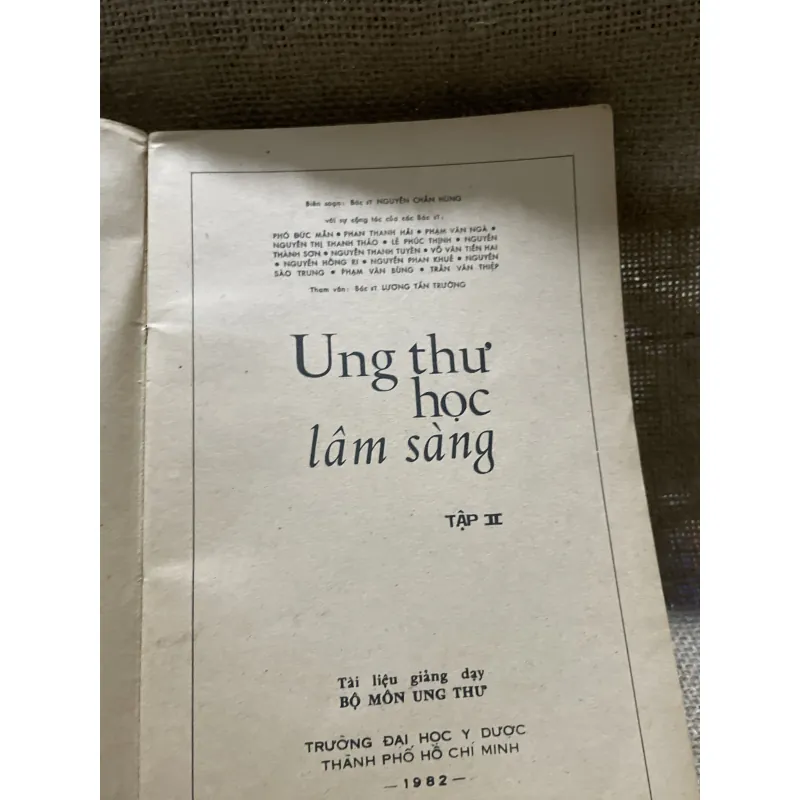 Biên soạn: Bác sĩ NGUYỄN CHẤN HÙNG
với sự cộng tác của các Bác sĩ:
PHÓ ĐỨC MẪN • PHAN THANH HẢI • PHẠM VĂN NGÀ •
NGUYỄN THỊ THANH THẢO • LÊ PHÚC THỊNH • NGUYỄN
THÀNH SƠN • NGUYỄN THANH TUYỀN • VÕ VĂN TIẾN HAI
• NGUYỄN HỒNG RI • NGUYỄN PHAN KHUÊ • NGUYỄN
SÀO TRUNG • PHẠM VĂN BÙNG • TRẦN VĂN THIỆP
Tham vấn: Bác sĩ LƯƠNG TẤN TRƯỜNG
Ung thư
học
lâm sàng
TẬP II
Tài liệu giảng dạy
BỘ MÔN UNG THƯ
TRƯỜNG ĐẠI HỌC Y DƯỢC
THÀNH PHỐ HỒ CHÍ MINH
— 1982 —